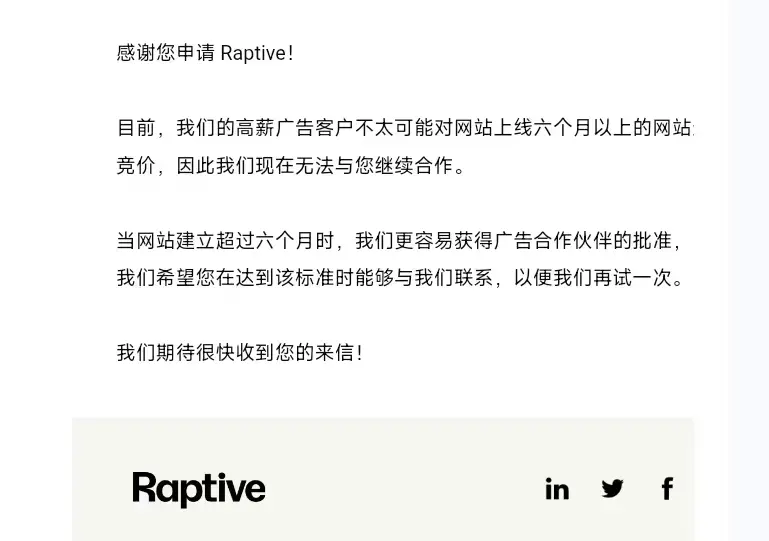 感谢您申请 Raptive！
目前，我们的高薪广告客户不太可能对网站上线六个月以上的网站
竞价，因此我们现在无法与您继续合作。
当网站建立超过六个月时，我们更容易获得广告合作伙伴的批准，
我们希望您在达到该标准时能够与我们联系，以便我们再试一次。
我们期待很快收到您的来信！
Raptive
in f